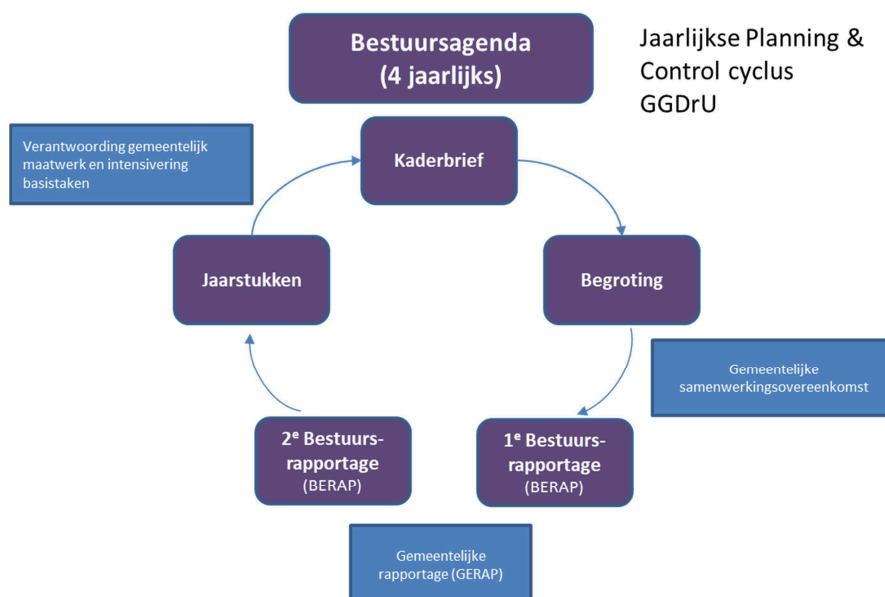 Bestuursagenda
(4 jaarlijks)
Jaarlijkse Planning &
Control cyclus
GGDrU
Verantwoording gemeentelijk
maatwerk en intensivering
basistaken
Kaderbrief
Jaarstukken
Begroting
Gemeentelijke
samenwerkingsovereenkomst
2e Bestuurs-
rapportage
(BERAP)
1e Bestuurs-
rapportage
(BERAP)
Gemeentelijke
rapportage (GERAP)